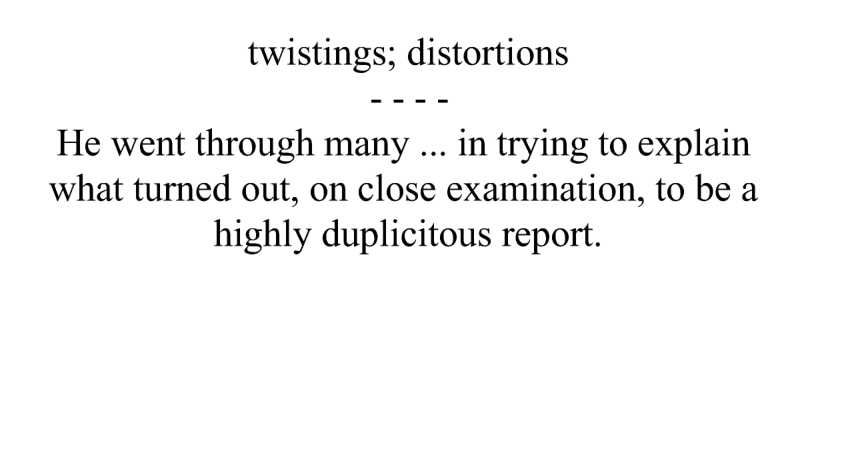 twistings; distortions
- - - -
He went through many ... in trying to explain
what turned out, on close examination, to be a
highly duplicitous report.